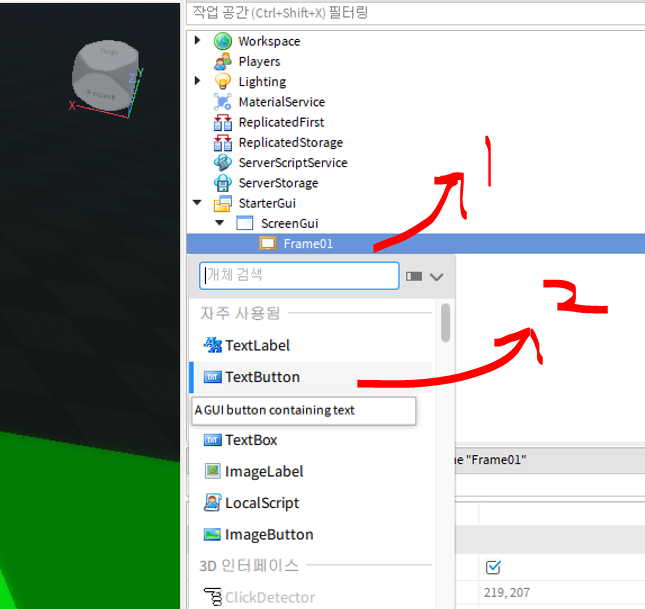 작업 공간 (Ctrl+Shift+X) 필터링
Workspace
Players
Lighting
MaterialService
ReplicatedFirst
ReplicatedStorage
ServerScriptService
ServerStorage
StarterGui
ScreenGui
Frame01
1
개체 검색
자주 사용됨
2
TextLabel
TextButton
A GUI button containing text
TextBox
ImageLabel
LocalScript
ImageButton
3D 인터페이스
ClickDetector
"Frame01"
219, 207
Front
X
Y
Z